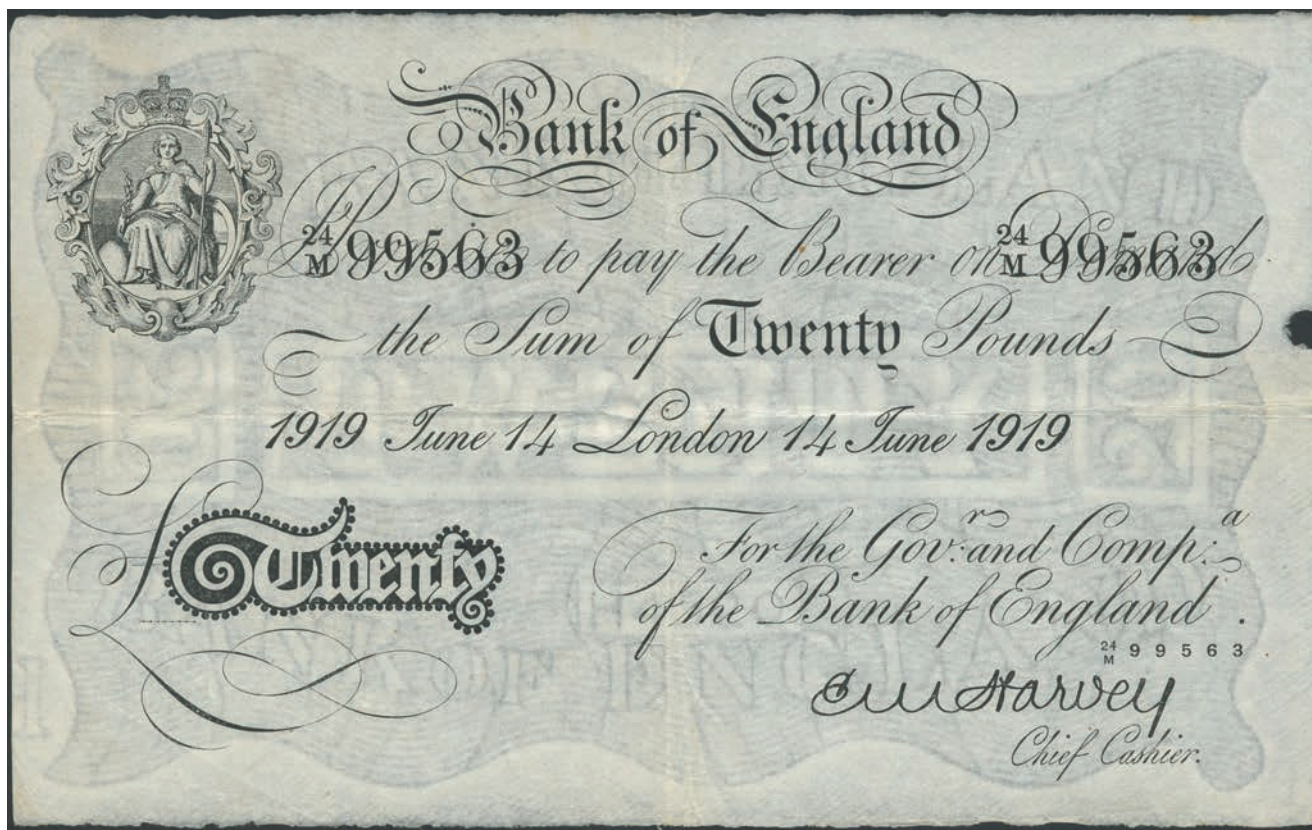 Bank of England
I Promise to pay the Bearer on Demand
24/M 99563 24/M 99563
the Sum of Twenty Pounds
1919 June 14 London 14 June 1919
£Twenty
For the Gov.r and Comp.a
of the Bank of England.
24/M 99563
E M Harvey
Chief Cashier.